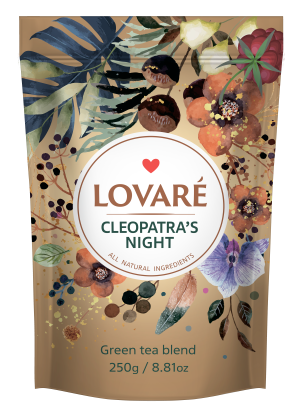 LOVARÉ
CLEOPATRA'S
NIGHT
ALL NATURAL INGREDIENTS
Green tea blend
250g / 8.81oz